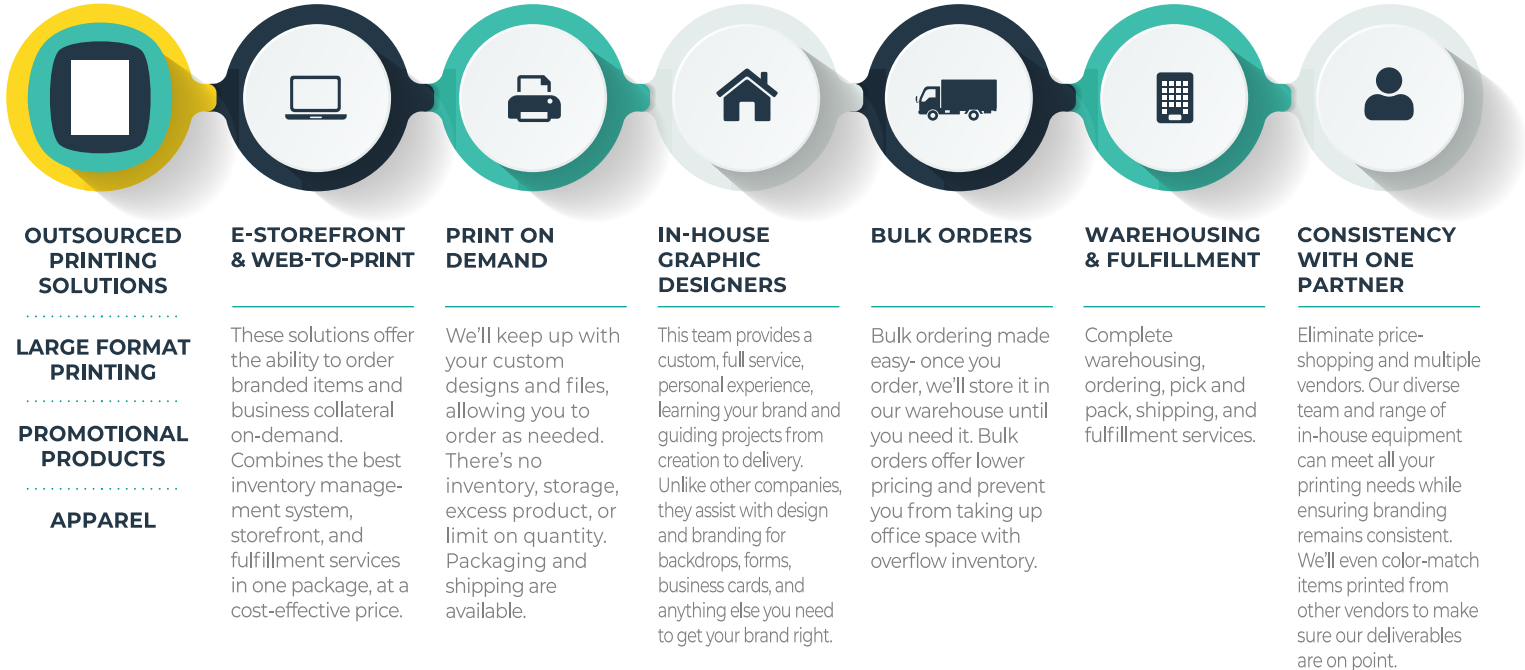 OUTSOURCED
PRINTING
SOLUTIONS
LARGE FORMAT
PRINTING
PROMOTIONAL
PRODUCTS
APPAREL
E-STOREFRONT
& WEB-TO-PRINT
These solutions offer
the ability to order
branded items and
business collateral
on-demand.
Combines the best
inventory manage-
ment system,
storefront, and
fulfillment services
in one package, at a
cost-effective price.
PRINT ON
DEMAND
We'll keep up with
your custom
designs and files,
allowing you to
order as needed.
There's no
inventory, storage,
excess product, or
limit on quantity.
Packaging and
shipping are
available.
IN-HOUSE
GRAPHIC
DESIGNERS
This team provides a
custom, full service,
personal experience,
learning your brand and
guiding projects from
creation to delivery.
Unlike other companies,
they assist with design
and branding for
backdrops, forms,
business cards, and
anything else you need
to get your brand right.
BULK ORDERS
Bulk ordering made
easy- once you
order, we'll store it in
our warehouse until
you need it. Bulk
orders offer lower
pricing and prevent
you from taking up
office space with
overflow inventory.
WAREHOUSING
& FULFILLMENT
Complete
warehousing,
ordering, pick and
pack, shipping, and
fulfillment services.
CONSISTENCY
WITH ONE
PARTNER
Eliminate price-
shopping and multiple
vendors. Our diverse
team and range of
in-house equipment
can meet all your
printing needs while
ensuring branding
remains consistent.
We'll even color-match
items printed from
other vendors to make
sure our deliverables
are on point.